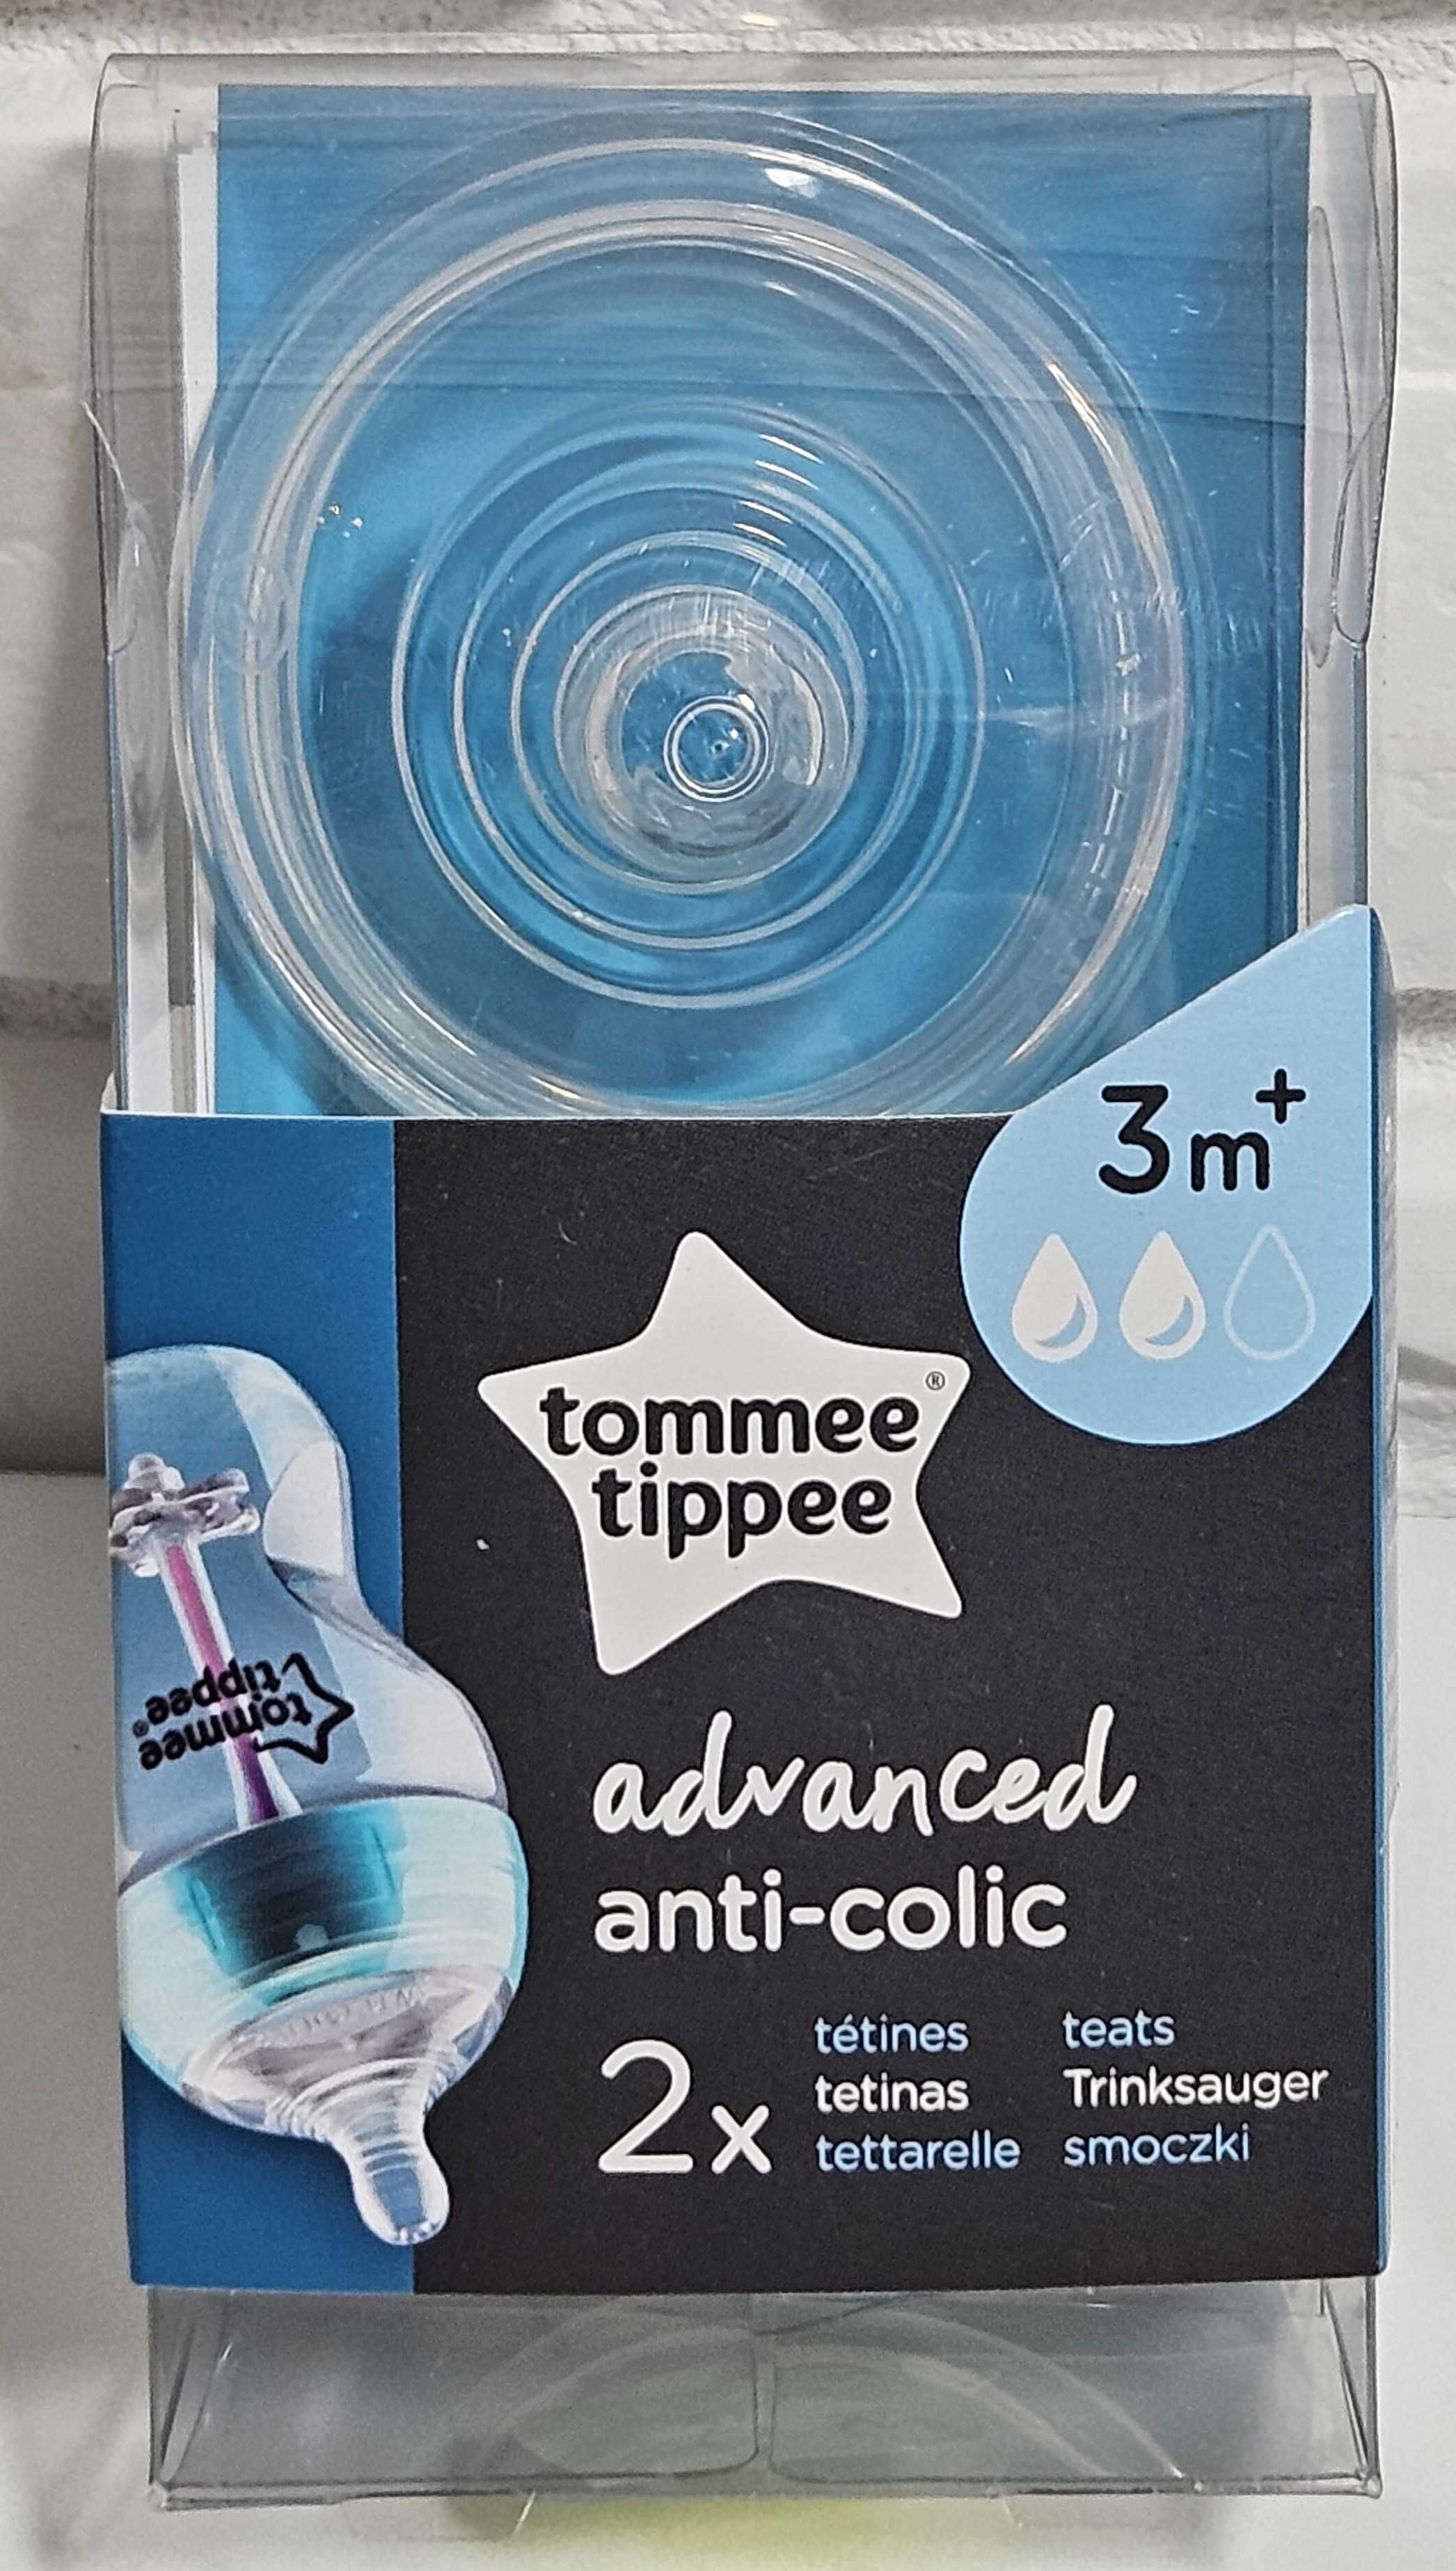 3m+
tommee®
tippee
tommee
tippee®
advanced
anti-colic
2x
tétines teats
tetinas Trinksauger
tettarelle smoczki